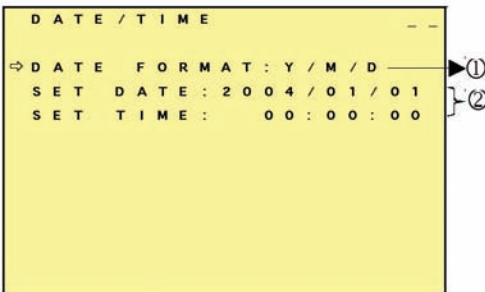 DATE/TIME _ _
⇨DATE FORMAT:Y/M/D ①
SET DATE:2004/01/01 ②
SET TIME: 00:00:00